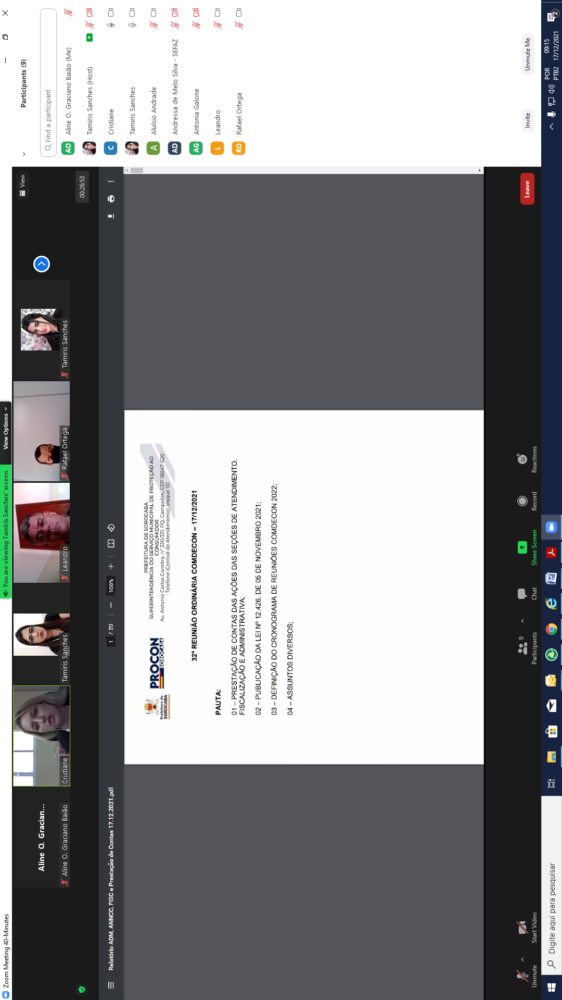 Zoom Meeting 40-Minutes
You are viewing Tamiris Sanches' screen
View Options
View
Aline O. Gracian...
Aline O. Graciano Baião
Cristiane
Tamiris Sanches
Leandro
Rafael Ortega
Tamiris Sanches
00:26:53
Relatório ADM, ANNCC, FISC e Prestação de Contas 17.12.2021.pdf
1 / 20
100%
Prefeitura de
SOROCABA
PROCON
SOROCABA
PREFEITURA DE SOROCABA
SUPERINTENDÊNCIA DO SERVIÇO MUNICIPAL DE PROTEÇÃO AO
CONSUMIDOR
Av. Antonio Carlos Comitre, nº 330/331, PQ. Campolim, CEP 18047-620
Telefone (Central de Atendimento): disque 151
32º REUNIÃO ORDINÁRIA COMDECON – 17/12/2021
PAUTA:
01 – PRESTAÇÃO DE CONTAS DAS AÇÕES DAS SEÇÕES DE ATENDIMENTO,
FISCALIZAÇÃO E ADMINISTRATIVA;
02 – PUBLICAÇÃO DA LEI Nº 12.426, DE 05 DE NOVEMBRO 2021;
03 – DEFINIÇÃO DO CRONOGRAMA DE REUNIÕES COMDECON 2022;
04 – ASSUNTOS DIVERSOS;
Participants (9)
Find a participant
AO Aline O. Graciano Baião (Me)
Tamiris Sanches (Host)
C Cristiane
Tamiris Sanches
A Aluísio Andrade
AD Andressa de Melo Silva - SEFAZ
AG Antonia Galone
L Leandro
RO Rafael Ortega
Invite
Unmute Me
Unmute
Start Video
Participants 9
Chat
Share Screen
Record
Reactions
Leave
Digite aqui para pesquisar
POR
PTB2
09:15
17/12/2021
2